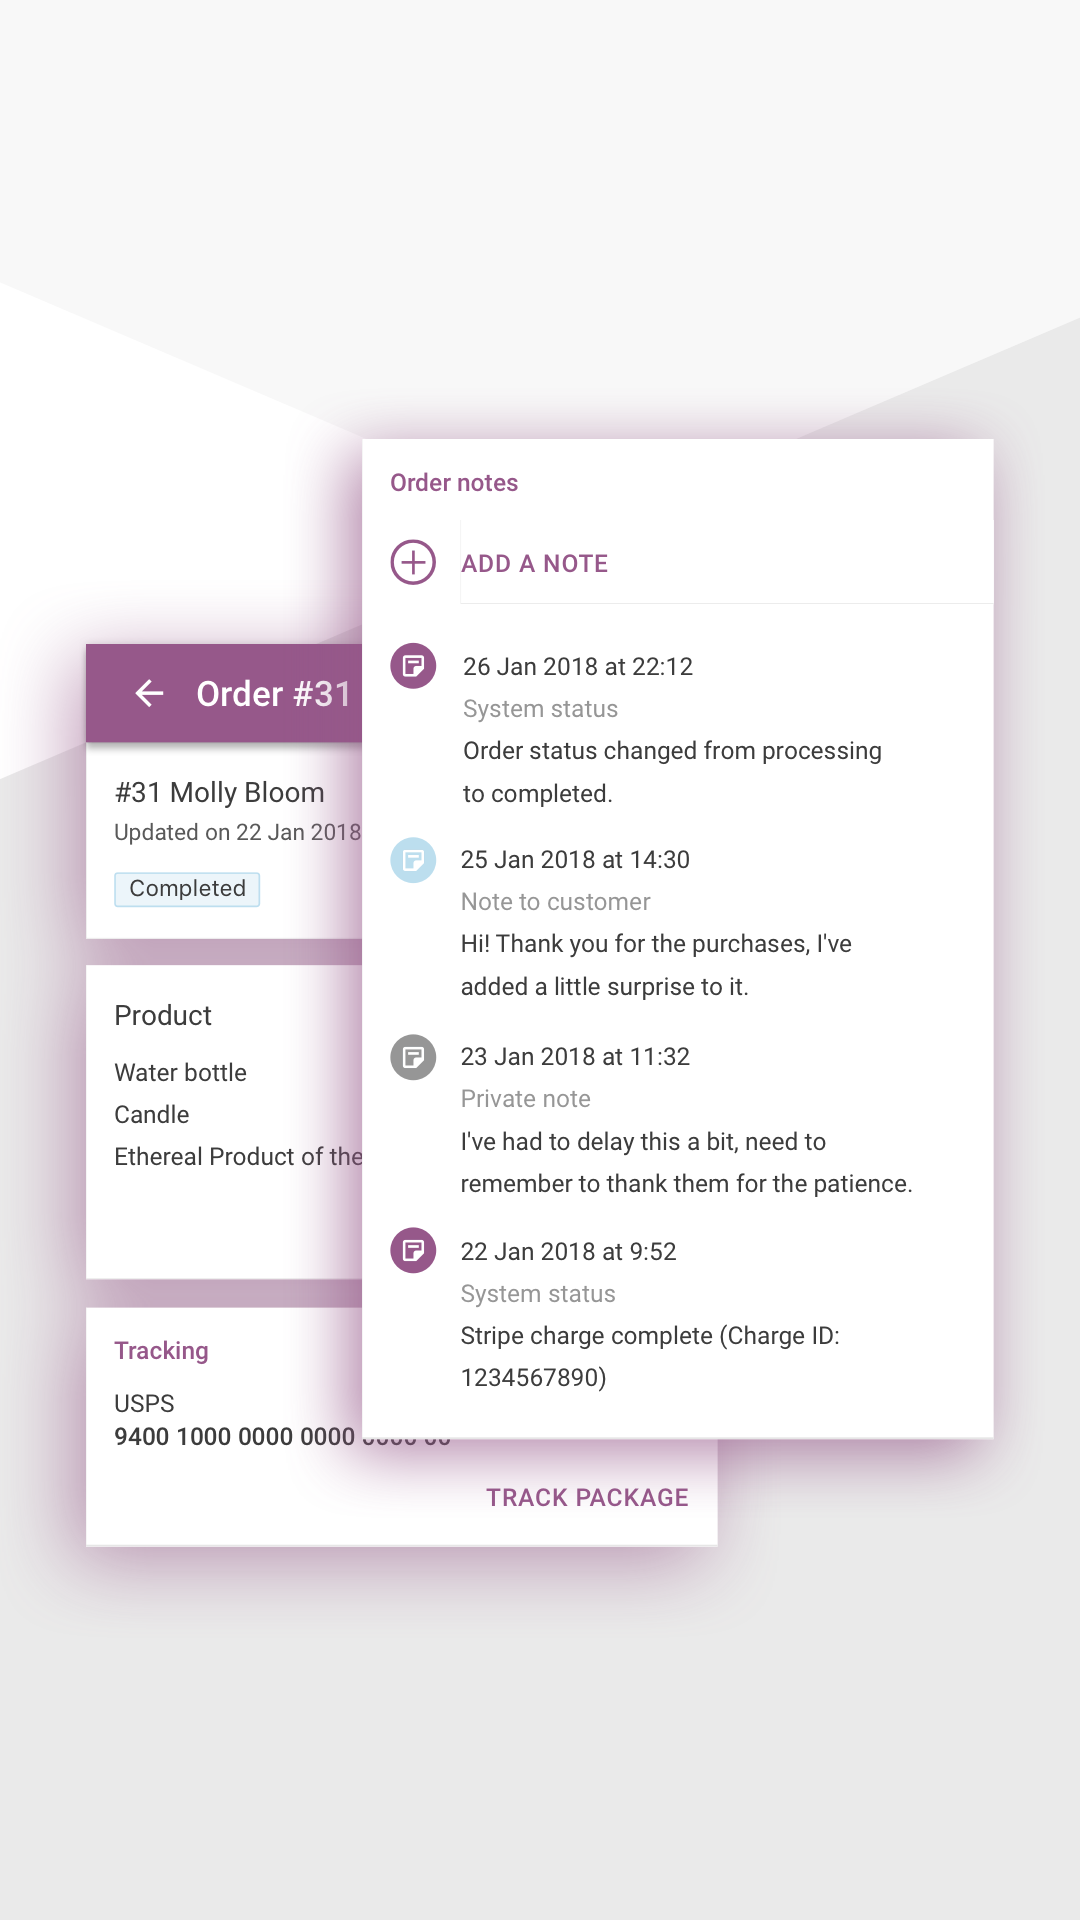 Order notes
ADD A NOTE
26 Jan 2018 at 22:12
System status
Order status changed from processing
to completed.
25 Jan 2018 at 14:30
Note to customer
Hi! Thank you for the purchases, I've
added a little surprise to it.
23 Jan 2018 at 11:32
Private note
I've had to delay this a bit, need to
remember to thank them for the patience.
22 Jan 2018 at 9:52
System status
Stripe charge complete (Charge ID:
1234567890)
Order #31
#31 Molly Bloom
Updated on 22 Jan 2018
Completed
Product
Water bottle
Candle
Ethereal Product of the
Tracking
USPS
9400 1000 0000 0000
TRACK PACKAGE